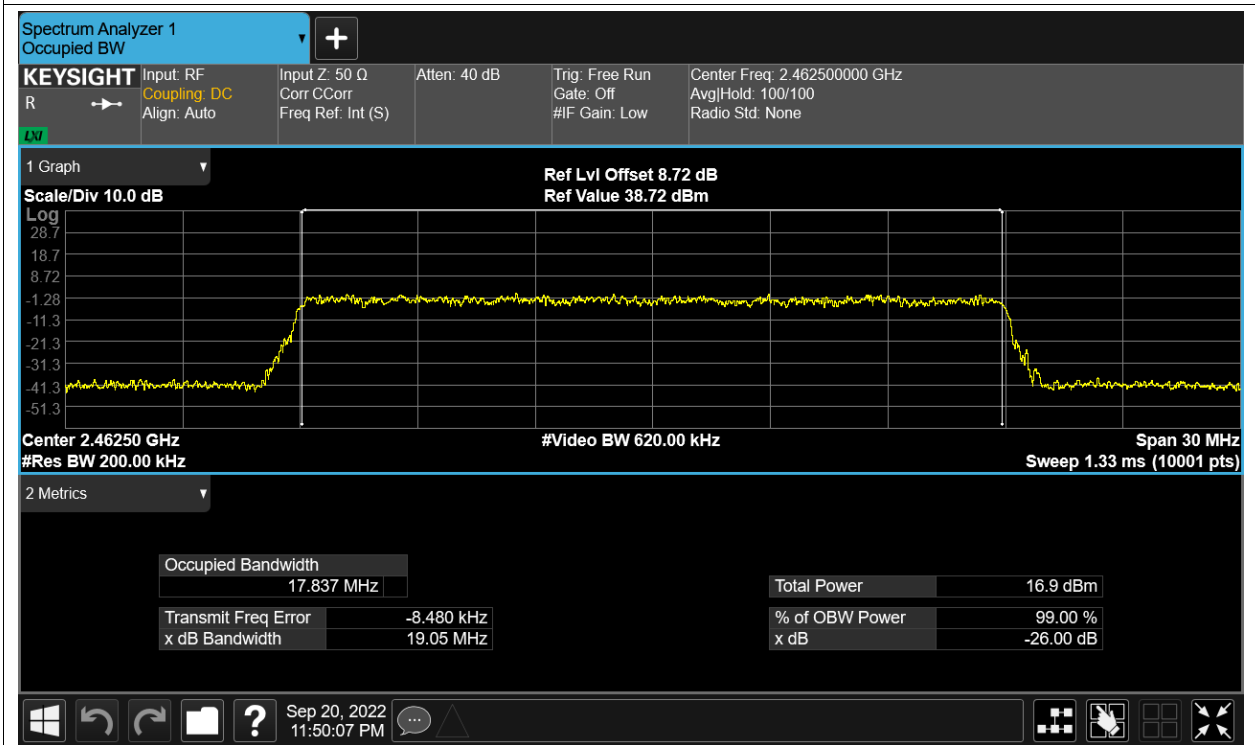 Spectrum Analyzer 1
Occupied BW
KEYSIGHT
R
LXI
Input: RF
Coupling: DC
Align: Auto
Input Z: 50 Ω
Corr CCorr
Freq Ref: Int (S)
Atten: 40 dB
Trig: Free Run
Gate: Off
#IF Gain: Low
Center Freq: 2.462500000 GHz
Avg|Hold: 100/100
Radio Std: None
1 Graph
Scale/Div 10.0 dB
Ref Lvl Offset 8.72 dB
Ref Value 38.72 dBm
Log
28.7
18.7
8.72
-1.28
-11.3
-21.3
-31.3
-41.3
-51.3
Center 2.46250 GHz
#Res BW 200.00 kHz
#Video BW 620.00 kHz
Span 30 MHz
Sweep 1.33 ms (10001 pts)
2 Metrics
Occupied Bandwidth
17.837 MHz
Transmit Freq Error -8.480 kHz
x dB Bandwidth 19.05 MHz
Total Power 16.9 dBm
% of OBW Power 99.00 %
x dB -26.00 dB
?
Sep 20, 2022
11:50:07 PM